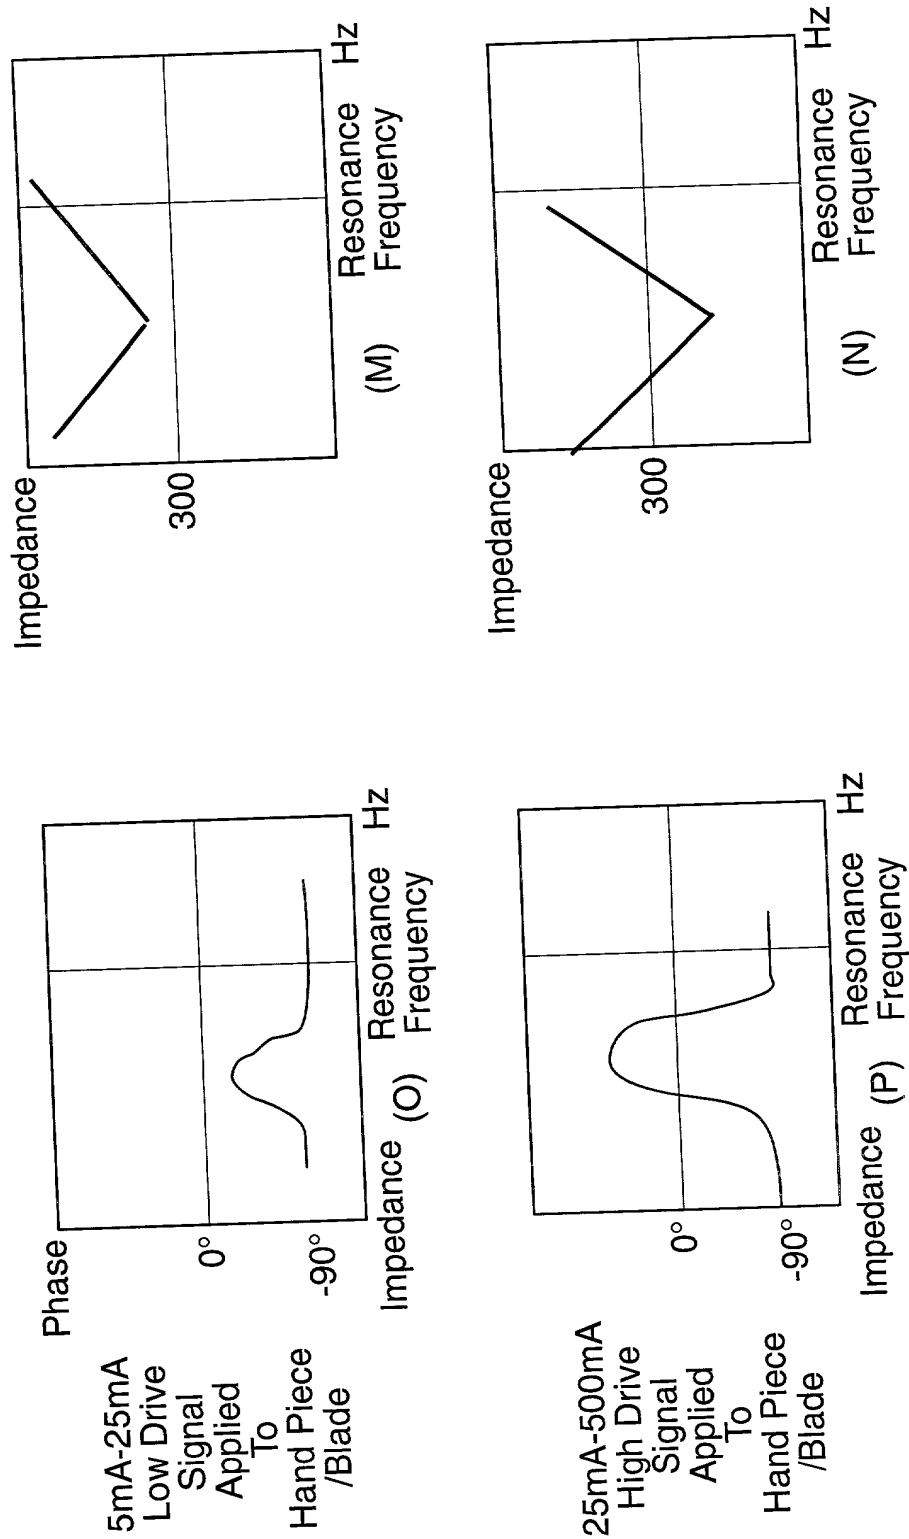 5mA-25mA
Low Drive
Signal
Applied
To
Hand Piece
/Blade
Phase
0°
-90°
Impedance
(O)
Resonance
Frequency
Hz
Impedance
300
(M)
Resonance
Frequency
Hz
25mA-500mA
High Drive
Signal
Applied
To
Hand Piece
/Blade
0°
-90°
Impedance
(P)
Resonance
Frequency
Hz
Impedance
300
(N)
Resonance
Frequency
Hz